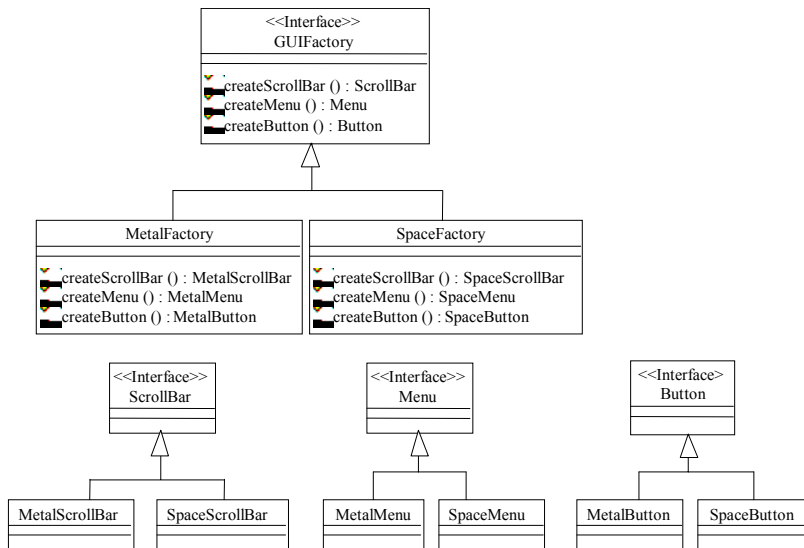 <<Interface>>
GUIFactory
createScrollBar () : ScrollBar
createMenu () : Menu
createButton () : Button
MetalFactory
createScrollBar () : MetalScrollBar
createMenu () : MetalMenu
createButton () : MetalButton
SpaceFactory
createScrollBar () : SpaceScrollBar
createMenu () : SpaceMenu
createButton () : SpaceButton
<<Interface>>
ScrollBar
<<Interface>>
Menu
<<Interface>
Button
MetalScrollBar
SpaceScrollBar
MetalMenu
SpaceMenu
MetalButton
SpaceButton